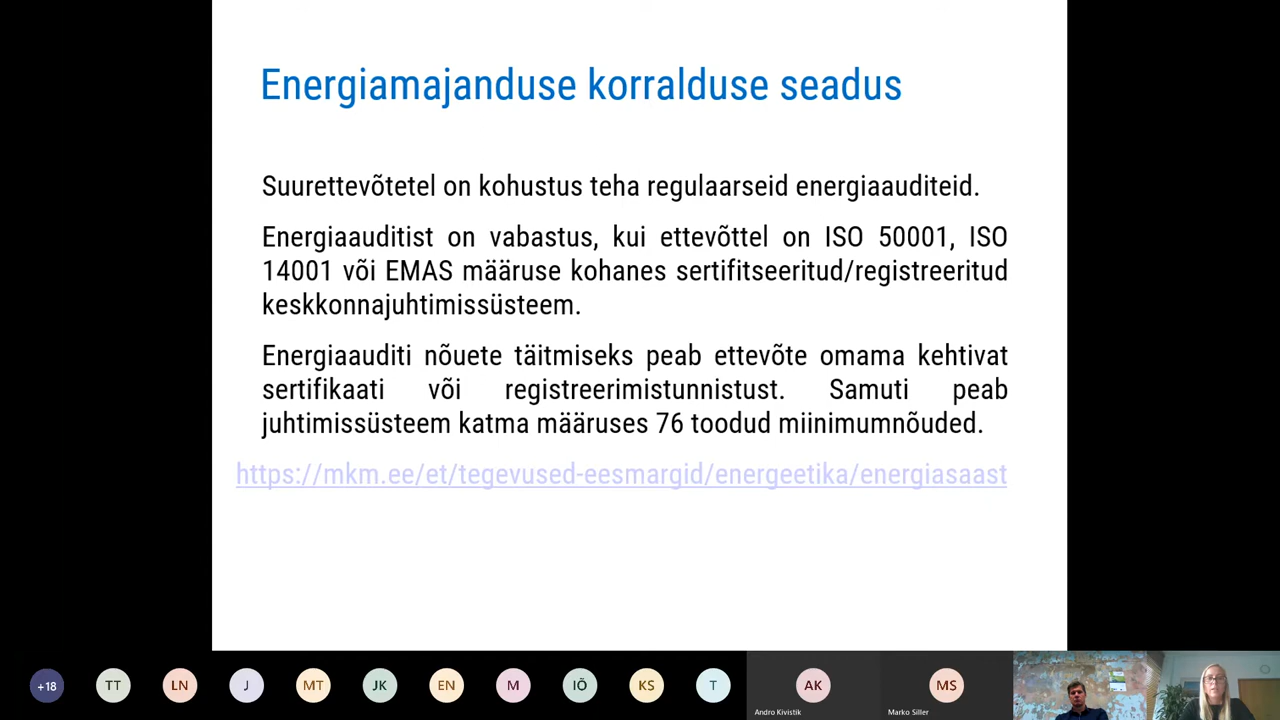 Energiamajanduse korralduse seadus
Suurettevõtetel on kohustus teha regulaarseid energiaauditeid.
Energiaauditist on vabastus, kui ettevõttel on ISO 50001, ISO
14001 või EMAS määruse kohanes sertifitseeritud/registreeritud
keskkonnajuhtimissüsteem.
Energiaauditi nõuete täitmiseks peab ettevõte omama kehtivat
sertifikaati või registreerimistunnistust. Samuti peab
juhtimissüsteem katma määruses 76 toodud miinimumnõuded.
https://mkm.ee/et/tegevused-eesmargid/energeetika/energiasaast
+18 TT LN J MT JK EN M IÕ KS T AK MS
Andro Kivistik Marko Siller